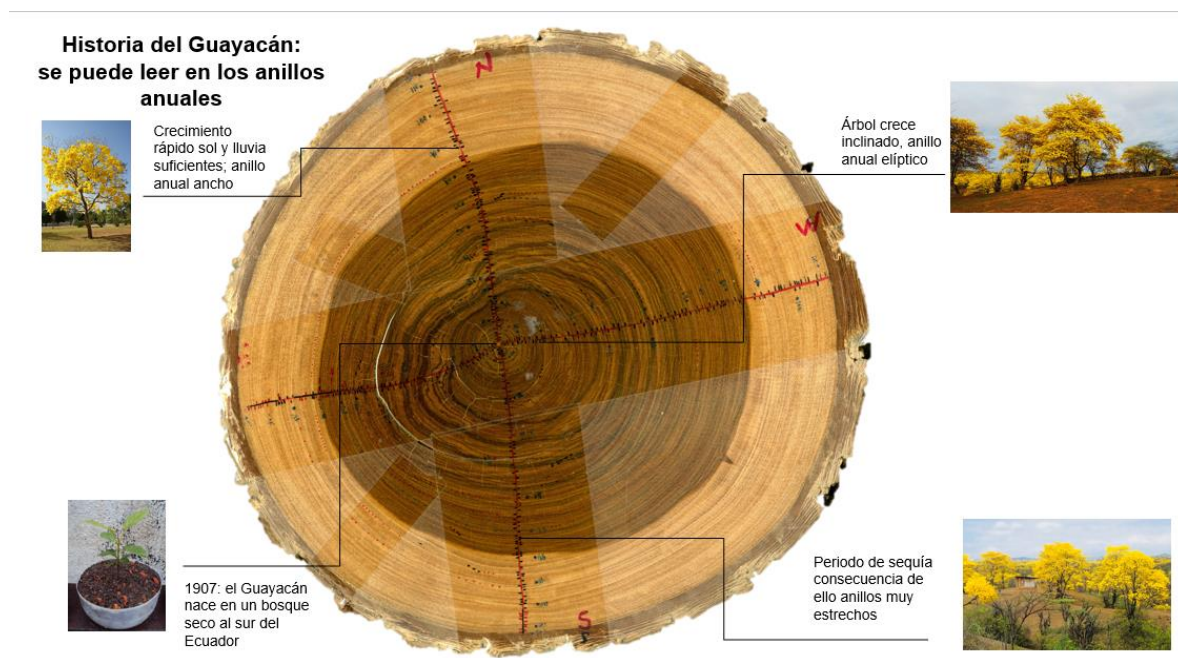 Historia del Guayacán:
se puede leer en los anillos
anuales
Crecimiento
rápido sol y lluvia
suficientes; anillo
anual ancho
Árbol crece
inclinado, anillo
anual elíptico
N
W
S
1907: el Guayacán
nace en un bosque
seco al sur del
Ecuador
Periodo de sequía
consecuencia de
ello anillos muy
estrechos